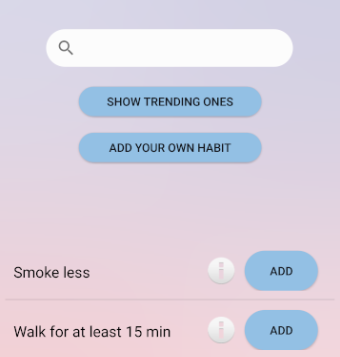 SHOW TRENDING ONES
ADD YOUR OWN HABIT
Smoke less ADD
Walk for at least 15 min ADD